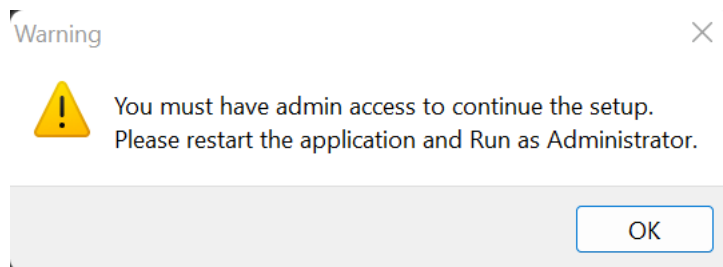 Warning
You must have admin access to continue the setup.
Please restart the application and Run as Administrator.
OK